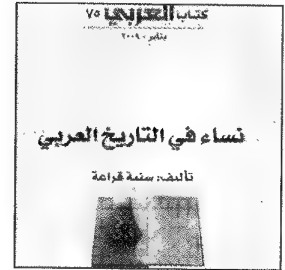 كتاب العربي ٧٥
يناير ٢٠٠٩
نساء في التاريخ العربي
تأليف: سنية قراعة